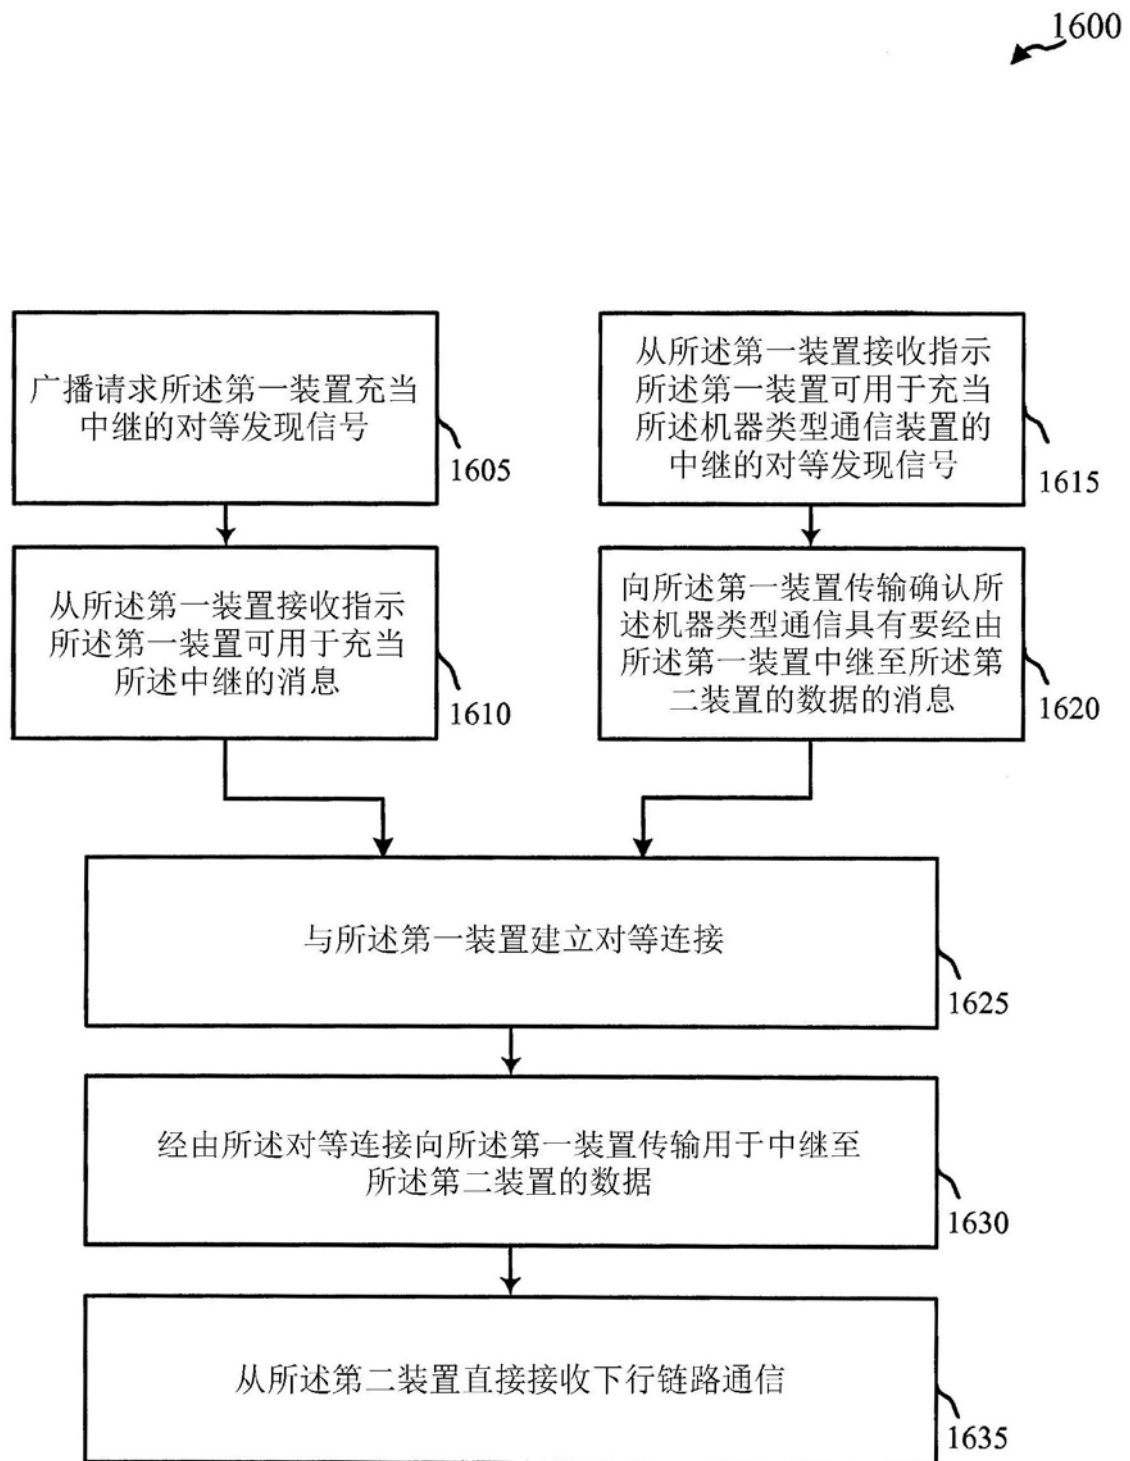 1600
广播请求所述第一装置充当
中继的对等发现信号
1605
从所述第一装置接收指示
所述第一装置可用于充当
所述中继的消息
1610
从所述第一装置接收指示
所述第一装置可用于充当
所述机器类型通信装置的
中继的对等发现信号
1615
向所述第一装置传输确认所
述机器类型通信具有要经由
所述第一装置中继至所述第
二装置的数据的消息
1620
与所述第一装置建立对等连接
1625
经由所述对等连接向所述第一装置传输用于中继至
所述第二装置的数据
1630
从所述第二装置直接接收下行链路通信
1635